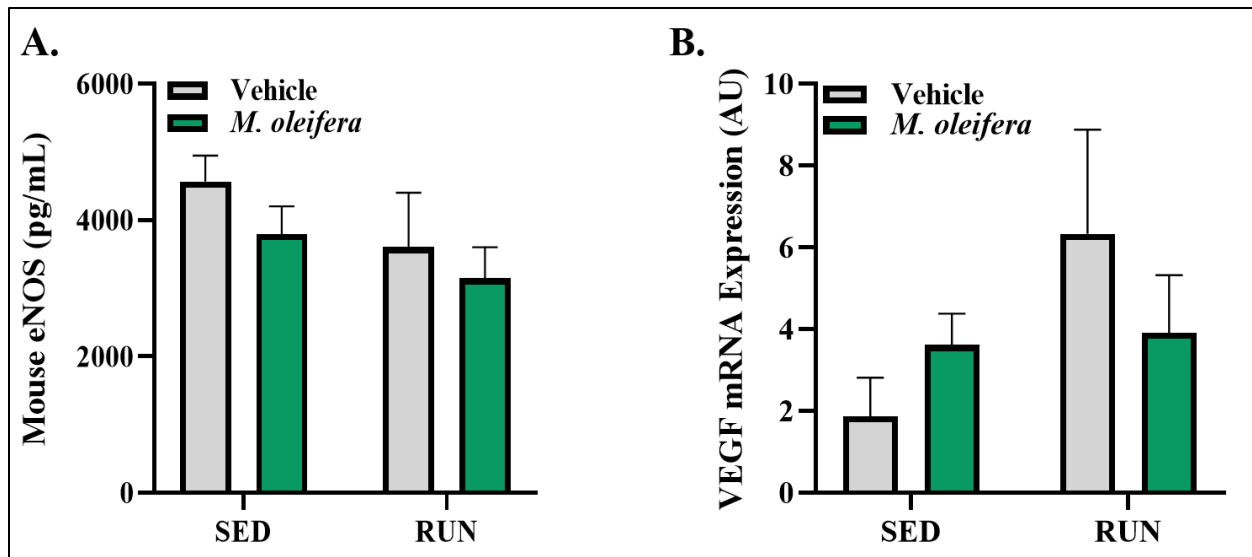 A.
Mouse eNOS (pg/mL)
6000
4000
2000
0
Vehicle
M. oleifera
SED
RUN
B.
VEGF mRNA Expression (AU)
10
8
6
4
2
0
Vehicle
M. oleifera
SED
RUN